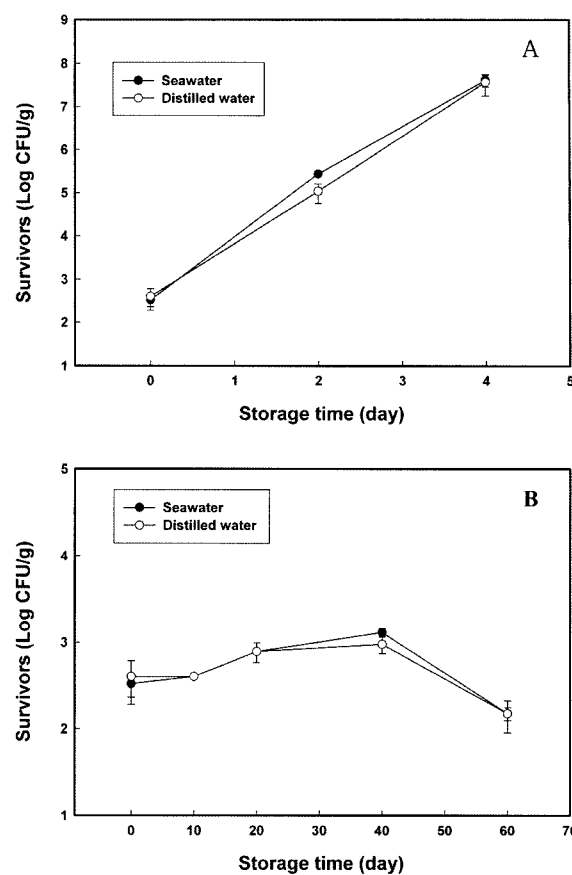 A
Seawater
Distilled water
9
8
7
6
5
4
3
2
1
Survivors (Log CFU/g)
0 1 2 3 4 5
Storage time (day)
B
Seawater
Distilled water
5
4
3
2
1
Survivors (Log CFU/g)
0 10 20 30 40 50 60 70
Storage time (day)